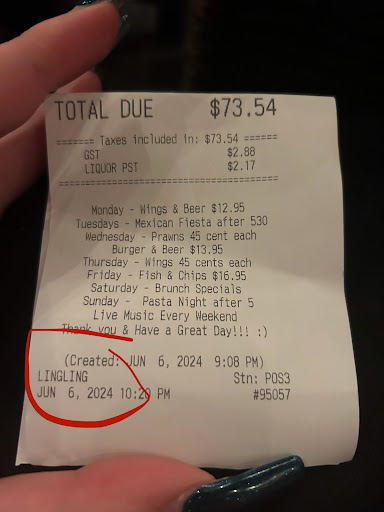 TOTAL DUE $73.54
======= Taxes included in: $73.54 ======
GST $2.88
LIQUOR PST $2.17
========================================
Monday - Wings & Beer $12.95
Tuesdays - Mexican Fiesta after 530
Wednesday - Prawns 45 cent each
Burger & Beer $13.95
Thursday - Wings 45 cents each
Friday - Fish & Chips $16.95
Saturday - Brunch Specials
Sunday - Pasta Night after 5
Live Music Every Weekend
Thank you & Have a Great Day!!! :)
(Created: JUN 6, 2024 9:08 PM)
LINGLING Stn: POS3
JUN 6, 2024 10:20 PM #95057